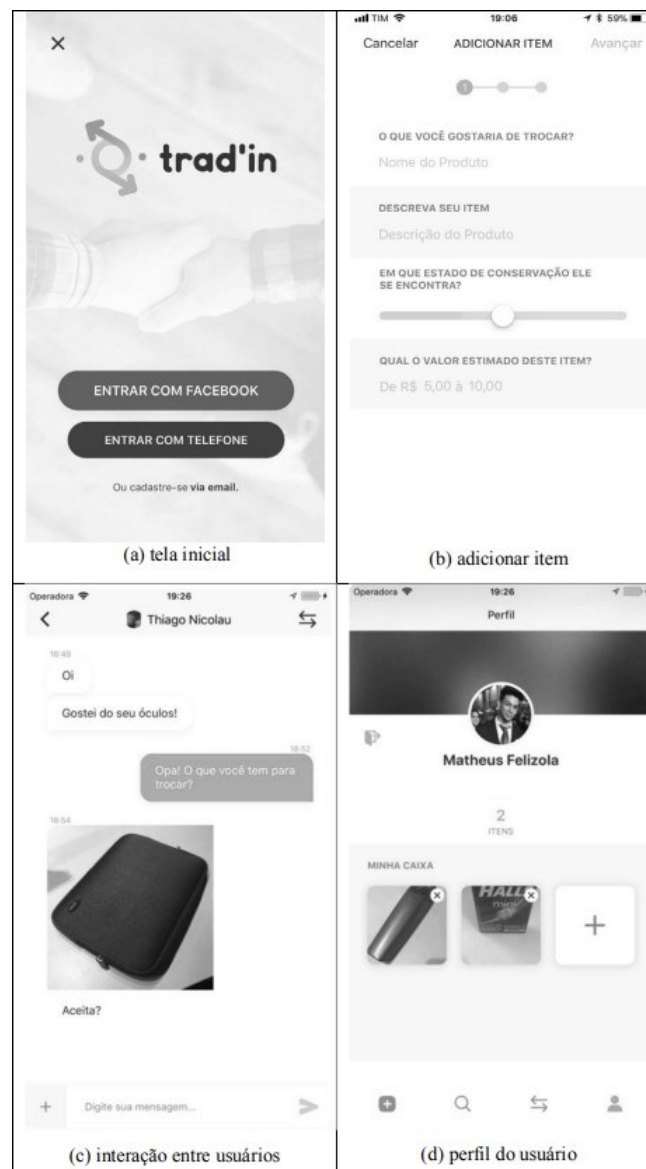 trad'in
ENTRAR COM FACEBOOK
ENTRAR COM TELEFONE
Ou cadastre-se via email.
(a) tela inicial
TIM 19:06 59%
Cancelar ADICIONAR ITEM Avançar
1
O QUE VOCÊ GOSTARIA DE TROCAR?
Nome do Produto
DESCREVA SEU ITEM
Descrição do Produto
EM QUE ESTADO DE CONSERVAÇÃO ELE
SE ENCONTRA?
QUAL O VALOR ESTIMADO DESTE ITEM?
De R$ 5,00 à 10,00
(b) adicionar item
Operadora 19:26
Thiago Nicolau
18:49
Oi
Gostei do seu óculos!
18:52
Opa! O que você tem para
trocar?
18:54
Aceita?
Digite sua mensagem...
(c) interação entre usuários
Operadora 19:26
Perfil
Matheus Felizola
2
ITENS
MINHA CAIXA
HALLS
mini
(d) perfil do usuário